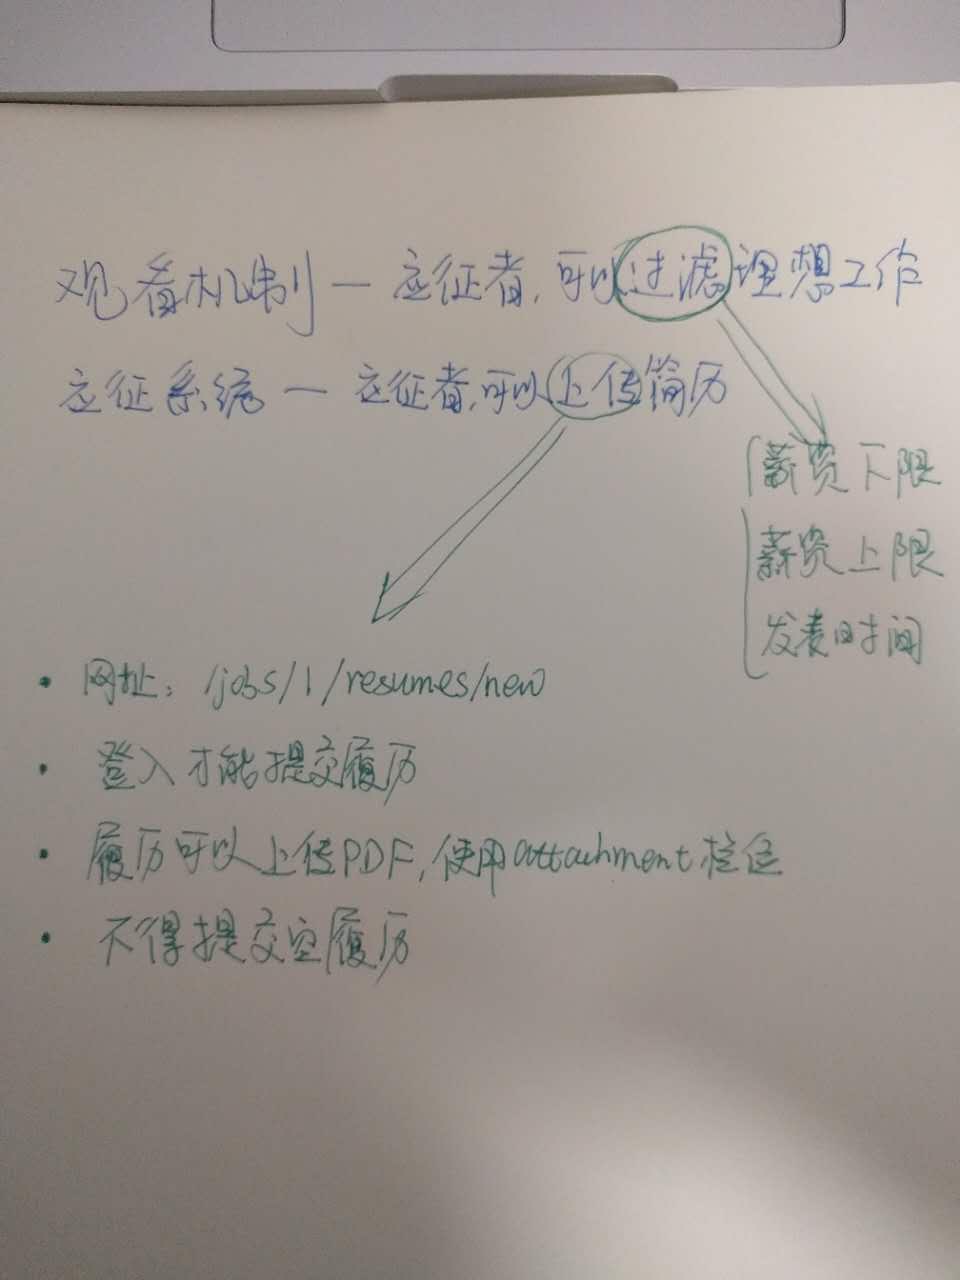 观看机制 — 应征者,可以过滤理想工作
应征系统 — 应征者,可以上传简历
薪资下限
薪资上限
发表时间
• 网址: /jobs/1/resumes/new
• 登入才能提交履历
• 履历可以上传PDF,使用attachment栏位
• 不得提交空履历